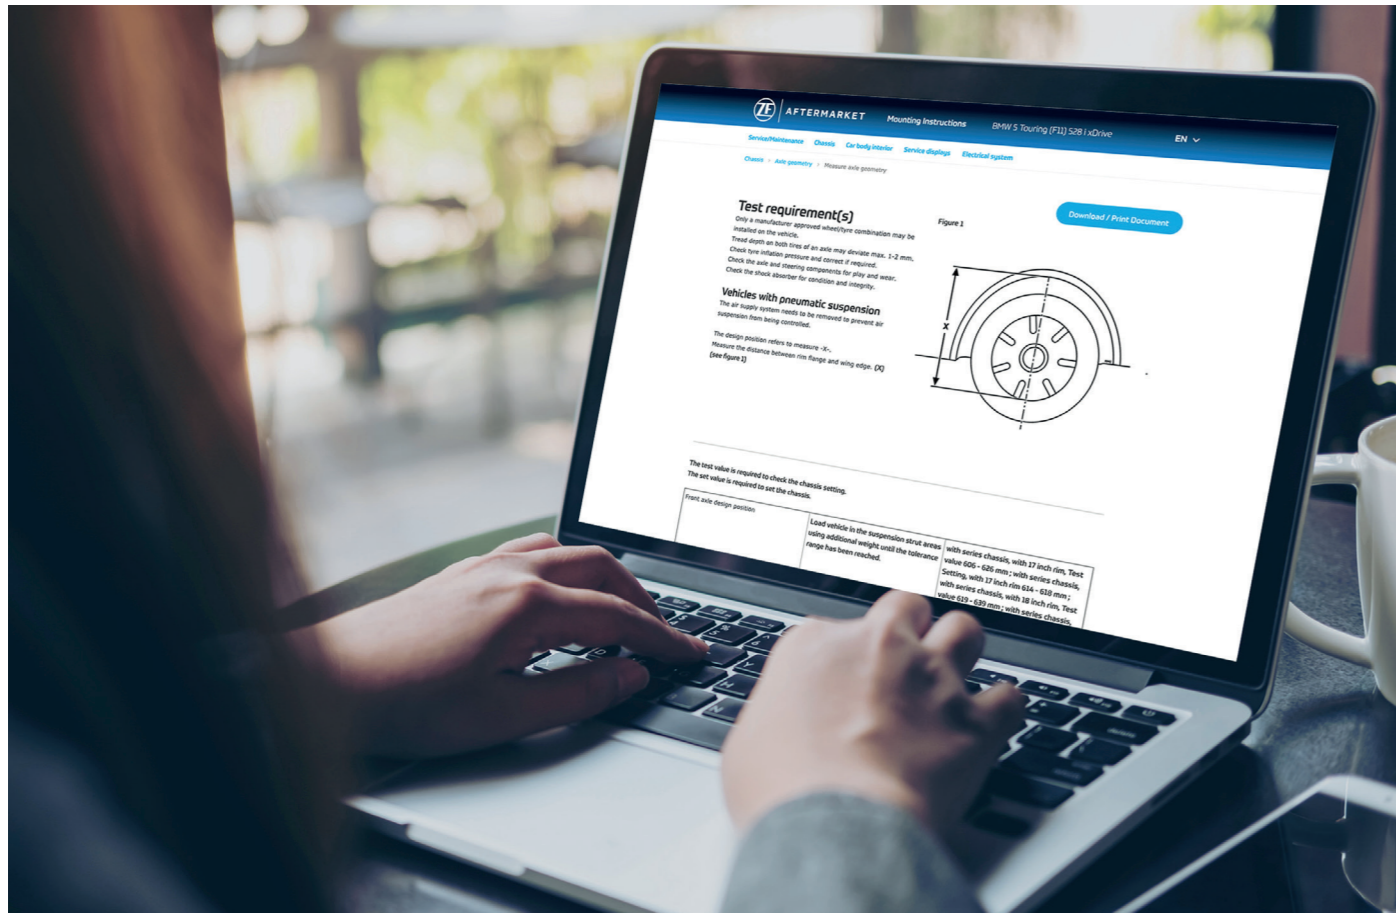 ZF AFTERMARKET Mounting Instructions BMW 5 Touring (F11) 528 i xDrive EN
Service/Maintenance Chassis Car body interior Service displays Electrical system
Chassis > Axle geometry > Measure axle geometry
Test requirement(s)
Only a manufacturer approved wheel/tyre combination may be
installed on the vehicle.
Tread depth on both tires of an axle may deviate max. 1-2 mm.
Check tyre inflation pressure and correct if required.
Check the axle and steering components for play and wear.
Check the shock absorber for condition and integrity.
Vehicles with pneumatic suspension
The air supply system needs to be removed to prevent air
suspension from being controlled.
The design position refers to measure -X-.
Measure the distance between rim flange and wing edge. (X)
(see figure 1)
Figure 1
Download / Print Document
X
The test value is required to check the chassis setting.
The set value is required to set the chassis.
Front axle design position
Load vehicle in the suspension strut areas
using additional weight until the tolerance
range has been reached.
with series chassis, with 17 inch rim, Test
value 606 - 626 mm ; with series chassis,
Setting, with 17 inch rim 614 - 618 mm ;
with series chassis, with 18 inch rim, Test
value 619 - 639 mm ; with series chassis,